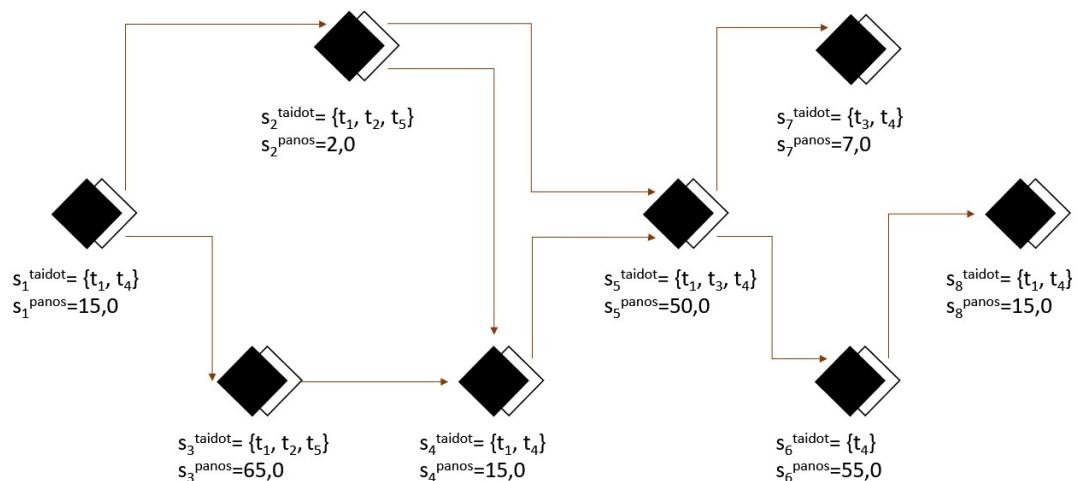 s₂ᵗᵃⁱᵈᵒᵗ= {t₁, t₂, t₅}
s₂ᵖᵃⁿᵒˢ=2,0
s₇ᵗᵃⁱᵈᵒᵗ= {t₃, t₄}
s₇ᵖᵃⁿᵒˢ=7,0
s₁ᵗᵃⁱᵈᵒᵗ= {t₁, t₄}
s₁ᵖᵃⁿᵒˢ=15,0
s₅ᵗᵃⁱᵈᵒᵗ= {t₁, t₃, t₄}
s₅ᵖᵃⁿᵒˢ=50,0
s₈ᵗᵃⁱᵈᵒᵗ= {t₁, t₄}
s₈ᵖᵃⁿᵒˢ=15,0
s₃ᵗᵃⁱᵈᵒᵗ= {t₁, t₂, t₅}
s₃ᵖᵃⁿᵒˢ=65,0
s₄ᵗᵃⁱᵈᵒᵗ= {t₁, t₄}
s₄ᵖᵃⁿᵒˢ=15,0
s₆ᵗᵃⁱᵈᵒᵗ= {t₄}
s₆ᵖᵃⁿᵒˢ=55,0